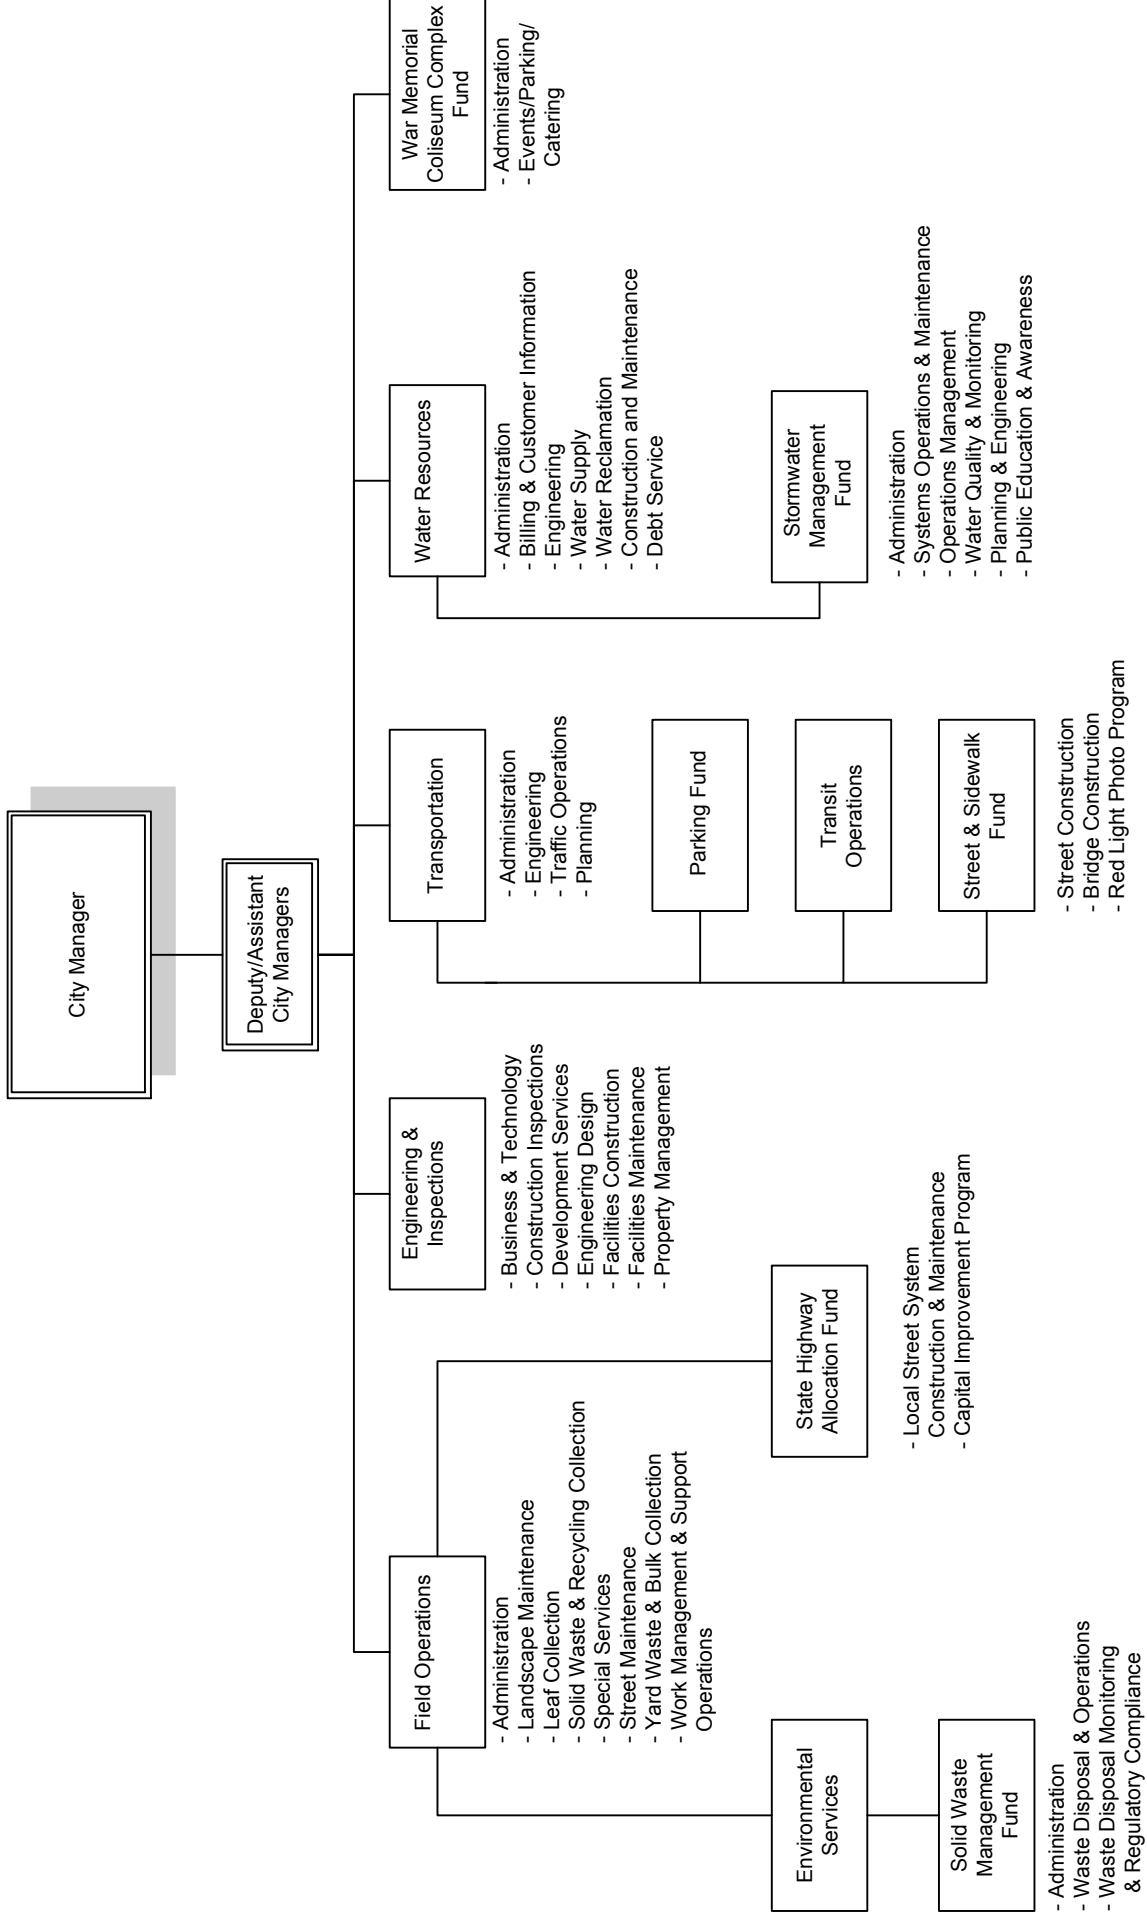 City Manager
Deputy/Assistant
City Managers
Field Operations
- Administration
- Landscape Maintenance
- Leaf Collection
- Solid Waste & Recycling Collection
- Special Services
- Street Maintenance
- Yard Waste & Bulk Collection
- Work Management & Support
Operations
Environmental
Services
Solid Waste
Management
Fund
- Administration
- Waste Disposal & Operations
- Waste Disposal Monitoring
& Regulatory Compliance
State Highway
Allocation Fund
- Local Street System
Construction & Maintenance
- Capital Improvement Program
Engineering &
Inspections
- Business & Technology
- Construction Inspections
- Development Services
- Engineering Design
- Facilities Construction
- Facilities Maintenance
- Property Management
Transportation
- Administration
- Engineering
- Traffic Operations
- Planning
Parking Fund
Transit
Operations
Street & Sidewalk
Fund
- Street Construction
- Bridge Construction
- Red Light Photo Program
Water Resources
- Administration
- Billing & Customer Information
- Engineering
- Water Supply
- Water Reclamation
- Construction and Maintenance
- Debt Service
Stormwater
Management
Fund
- Administration
- Systems Operations & Maintenance
- Operations Management
- Water Quality & Monitoring
- Planning & Engineering
- Public Education & Awareness
War Memorial
Coliseum Complex
Fund
- Administration
- Events/Parking/
Catering